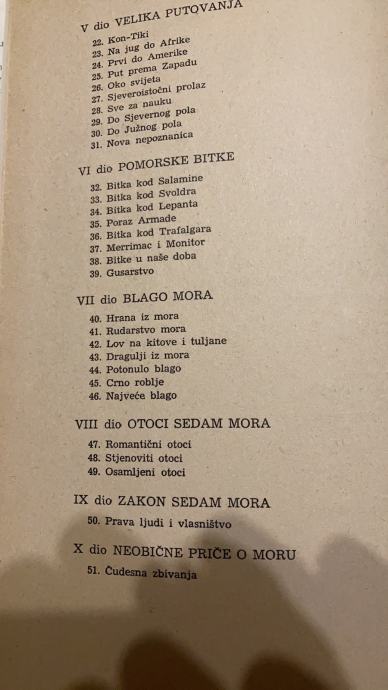 V dio VELIKA PUTOVANJA
22. Kon-Tiki
23. Na jug do Afrike
24. Prvi do Amerike
25. Put prema Zapadu
26. Oko svijeta
27. Sjeveroistočni prolaz
28. Sve za nauku
29. Do Sjevernog pola
30. Do Južnog pola
31. Nova nepoznanica
VI dio POMORSKE BITKE
32. Bitka kod Salamine
33. Bitka kod Svoldra
34. Bitka kod Lepanta
35. Poraz Armade
36. Bitka kod Trafalgara
37. Merrimac i Monitor
38. Bitke u naše doba
39. Gusarstvo
VII dio BLAGO MORA
40. Hrana iz mora
41. Rudarstvo mora
42. Lov na kitove i tuljane
43. Dragulji iz mora
44. Potonulo blago
45. Crno roblje
46. Najveće blago
VIII dio OTOCI SEDAM MORA
47. Romantični otoci
48. Stjenoviti otoci
49. Osamljeni otoci
IX dio ZAKON SEDAM MORA
50. Prava ljudi i vlasništvo
X dio NEOBIČNE PRIČE O MORU
51. Čudesna zbivanja